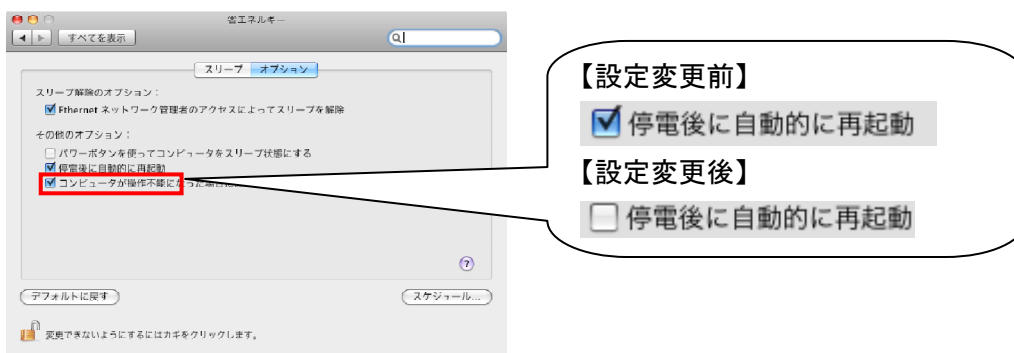 省エネルギー
すべてを表示
スリープ オプション
スリープ解除のオプション：
Ethernet ネットワーク管理者のアクセスによってスリープを解除
その他のオプション：
パワーボタンを使ってコンピュータをスリープ状態にする
停電後に自動的に再起動
コンピュータが操作不能になった場合に
?
デフォルトに戻す
スケジュール...
変更できないようにするにはカギをクリックします。
【設定変更前】
停電後に自動的に再起動
【設定変更後】
停電後に自動的に再起動